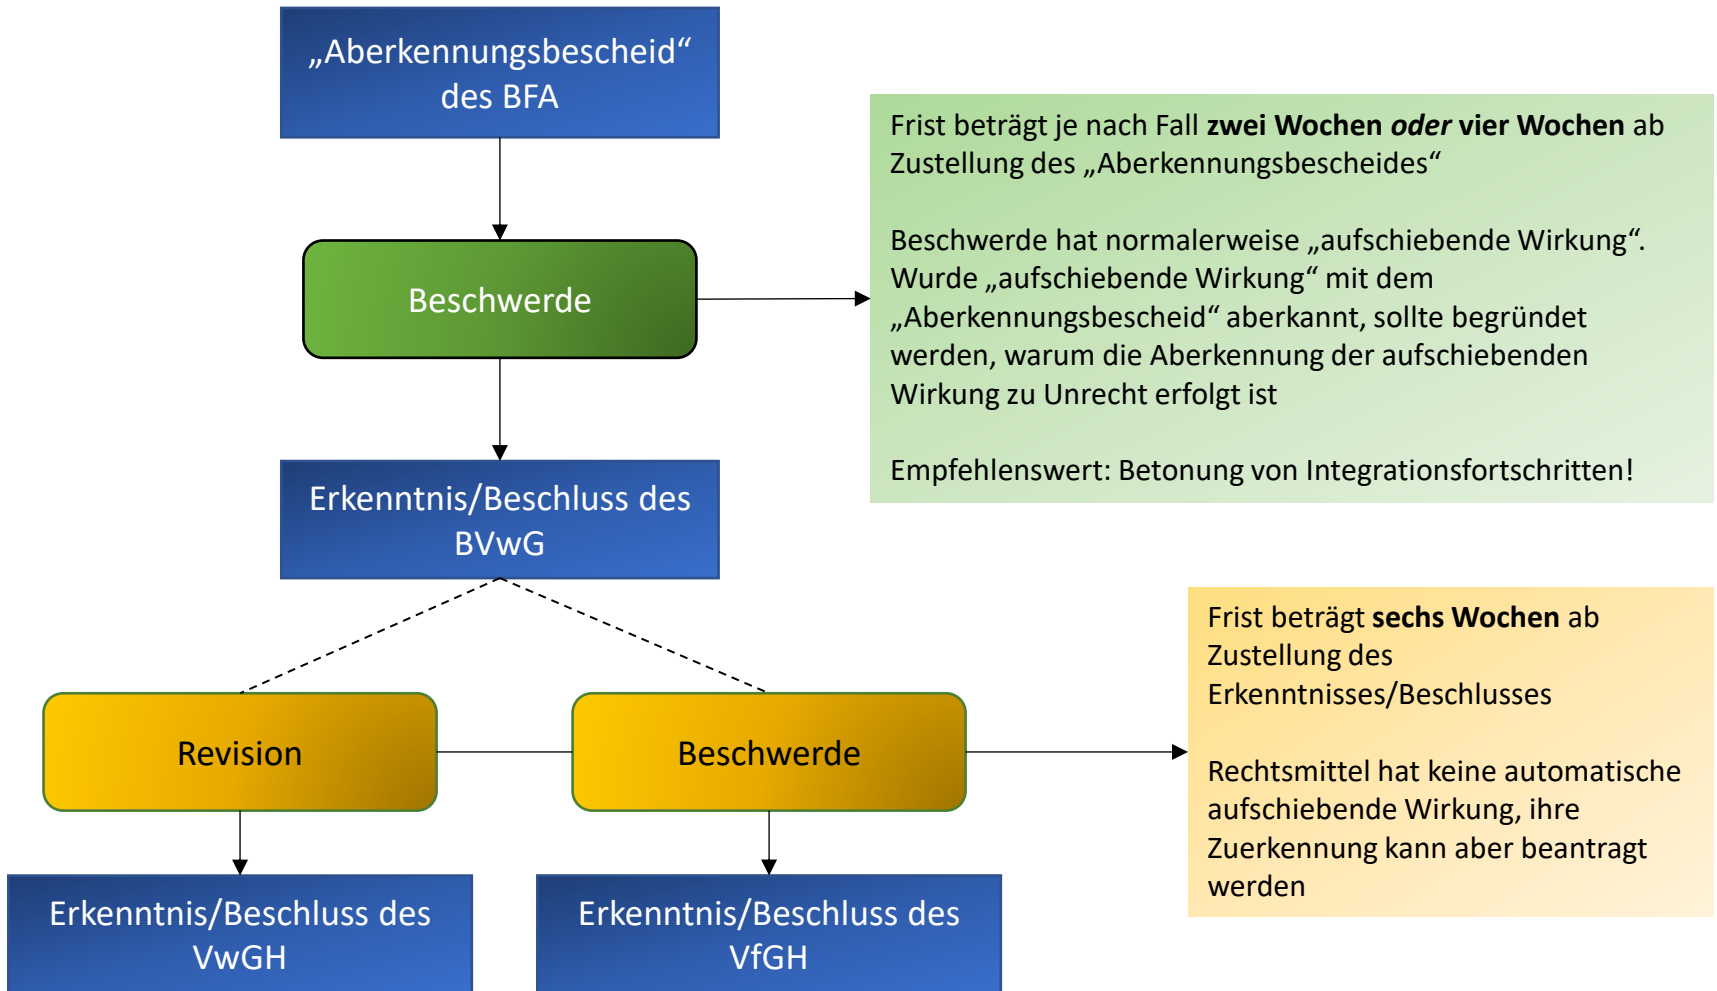 „Aberkennungsbescheid“
des BFA
Frist beträgt je nach Fall zwei Wochen oder vier Wochen ab
Zustellung des „Aberkennungsbescheides“
Beschwerde hat normalerweise „aufschiebende Wirkung“.
Wurde „aufschiebende Wirkung“ mit dem
„Aberkennungsbescheid“ aberkannt, sollte begründet
werden, warum die Aberkennung der aufschiebenden
Wirkung zu Unrecht erfolgt ist
Empfehlenswert: Betonung von Integrationsfortschritten!
Beschwerde
Erkenntnis/Beschluss des
BVwG
Frist beträgt sechs Wochen ab
Zustellung des
Erkenntnisses/Beschlusses
Rechtsmittel hat keine automatische
aufschiebende Wirkung, ihre
Zuerkennung kann aber beantragt
werden
Revision
Beschwerde
Erkenntnis/Beschluss des
VwGH
Erkenntnis/Beschluss des
VfGH